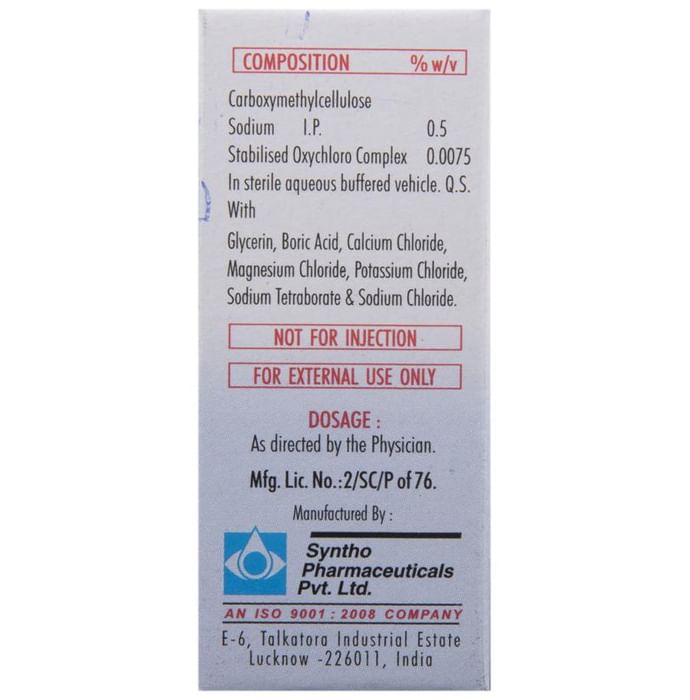 COMPOSITION % w/v
Carboxymethylcellulose
Sodium I.P. 0.5
Stabilised Oxychloro Complex 0.0075
In sterile aqueous buffered vehicle. Q.S.
With
Glycerin, Boric Acid, Calcium Chloride,
Magnesium Chloride, Potassium Chloride,
Sodium Tetraborate & Sodium Chloride.
NOT FOR INJECTION
FOR EXTERNAL USE ONLY
DOSAGE :
As directed by the Physician.
Mfg. Lic. No.:2/SC/P of 76.
Manufactured By :
Syntho
Pharmaceuticals
Pvt. Ltd.
AN ISO 9001 : 2008 COMPANY
E-6, Talkatora Industrial Estate
Lucknow -226011, India